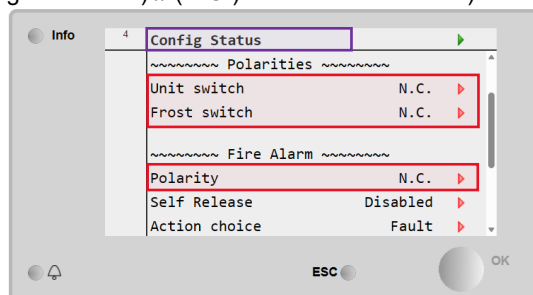 Info
4
Config Status
~~~~~~~~ Polarities ~~~~~~~~
Unit switch N.C.
Frost switch N.C.
~~~~~~~~ Fire Alarm ~~~~~~~~
Polarity N.C.
Self Release Disabled
Action choice Fault
OK
ESC